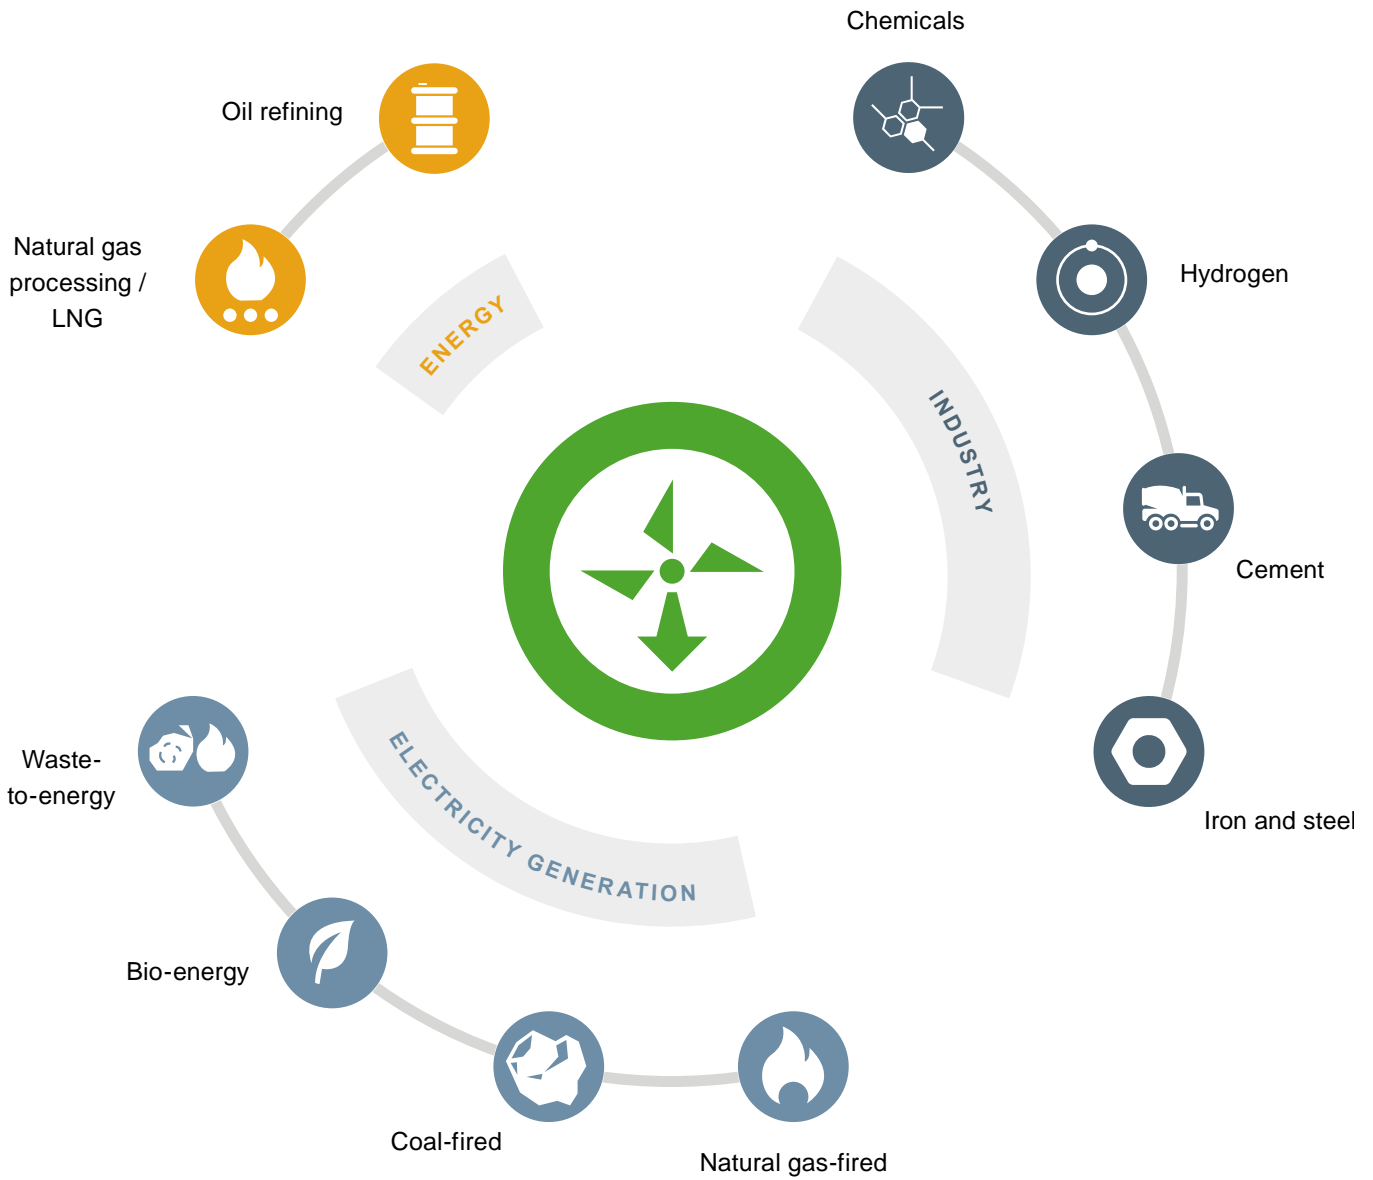 Chemicals
Oil refining
Natural gas
processing /
LNG
Hydrogen
ENERGY
INDUSTRY
Cement
Waste-
to-energy
ELECTRICITY GENERATION
Iron and steel
Bio-energy
Coal-fired
Natural gas-fired